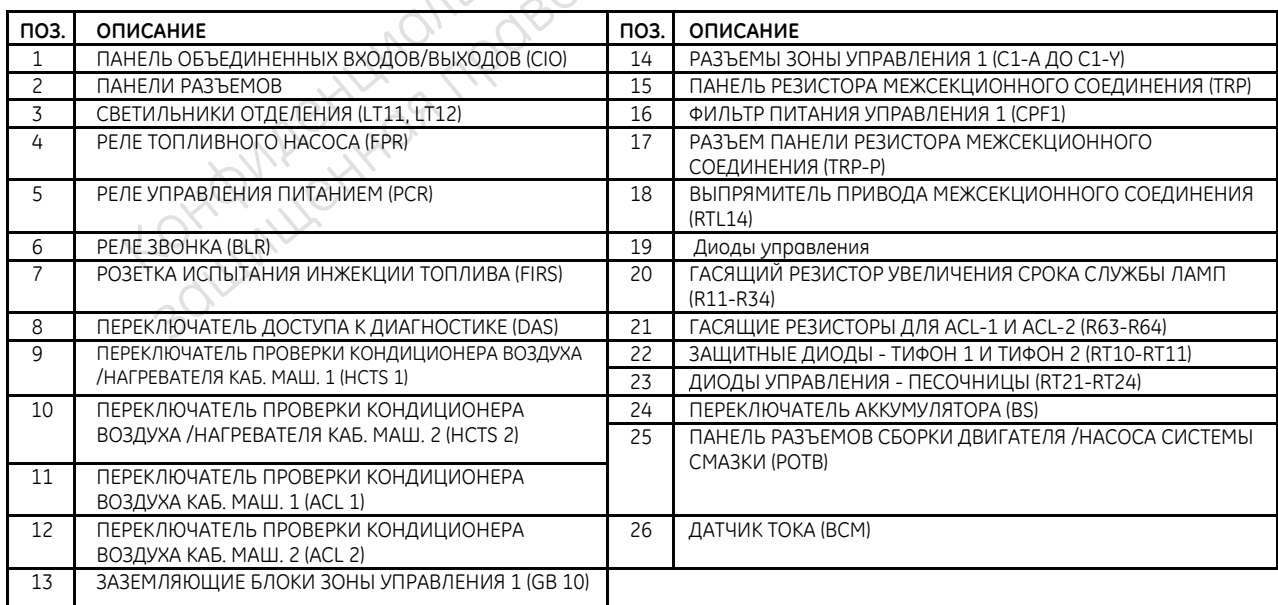 ПОЗ. ОПИСАНИЕ
1 ПАНЕЛЬ ОБЪЕДИНЕННЫХ ВХОДОВ/ВЫХОДОВ (CIO)
2 ПАНЕЛИ РАЗЪЕМОВ
3 СВЕТИЛЬНИКИ ОТДЕЛЕНИЯ (LT11, LT12)
4 РЕЛЕ ТОПЛИВНОГО НАСОСА (FPR)
5 РЕЛЕ УПРАВЛЕНИЯ ПИТАНИЕМ (PCR)
6 РЕЛЕ ЗВОНКА (BLR)
7 РОЗЕТКА ИСПЫТАНИЯ ИНЖЕКЦИИ ТОПЛИВА (FIRS)
8 ПЕРЕКЛЮЧАТЕЛЬ ДОСТУПА К ДИАГНОСТИКЕ (DAS)
9 ПЕРЕКЛЮЧАТЕЛЬ ПРОВЕРКИ КОНДИЦИОНЕРА ВОЗДУХА
/НАГРЕВАТЕЛЯ КАБ. МАШ. 1 (HCTS 1)
10 ПЕРЕКЛЮЧАТЕЛЬ ПРОВЕРКИ КОНДИЦИОНЕРА
ВОЗДУХА /НАГРЕВАТЕЛЯ КАБ. МАШ. 2 (HCTS 2)
11 ПЕРЕКЛЮЧАТЕЛЬ ПРОВЕРКИ КОНДИЦИОНЕРА
ВОЗДУХА КАБ. МАШ. 1 (ACL 1)
12 ПЕРЕКЛЮЧАТЕЛЬ ПРОВЕРКИ КОНДИЦИОНЕРА
ВОЗДУХА КАБ. МАШ. 2 (ACL 2)
13 ЗАЗЕМЛЯЮЩИЕ БЛОКИ ЗОНЫ УПРАВЛЕНИЯ 1 (GB 10)
ПОЗ. ОПИСАНИЕ
14 РАЗЪЕМЫ ЗОНЫ УПРАВЛЕНИЯ 1 (C1-A ДО C1-Y)
15 ПАНЕЛЬ РЕЗИСТОРА МЕЖСЕКЦИОННОГО СОЕДИНЕНИЯ (TRP)
16 ФИЛЬТР ПИТАНИЯ УПРАВЛЕНИЯ 1 (CPF1)
17 РАЗЪЕМ ПАНЕЛИ РЕЗИСТОРА МЕЖСЕКЦИОННОГО
СОЕДИНЕНИЯ (TRP-P)
18 ВЫПРЯМИТЕЛЬ ПРИВОДА МЕЖСЕКЦИОННОГО СОЕДИНЕНИЯ
(RTL14)
19 Диоды управления
20 ГАСЯЩИЙ РЕЗИСТОР УВЕЛИЧЕНИЯ СРОКА СЛУЖБЫ ЛАМП
(R11-R34)
21 ГАСЯЩИЕ РЕЗИСТОРЫ ДЛЯ ACL-1 И ACL-2 (R63-R64)
22 ЗАЩИТНЫЕ ДИОДЫ - ТИФОН 1 И ТИФОН 2 (RT10-RT11)
23 ДИОДЫ УПРАВЛЕНИЯ - ПЕСОЧНИЦЫ (RT21-RT24)
24 ПЕРЕКЛЮЧАТЕЛЬ АККУМУЛЯТОРА (BS)
25 ПАНЕЛЬ РАЗЪЕМОВ СБОРКИ ДВИГАТЕЛЯ /НАСОСА СИСТЕМЫ
СМАЗКИ (POTB)
26 ДАТЧИК ТОКА (BCM)